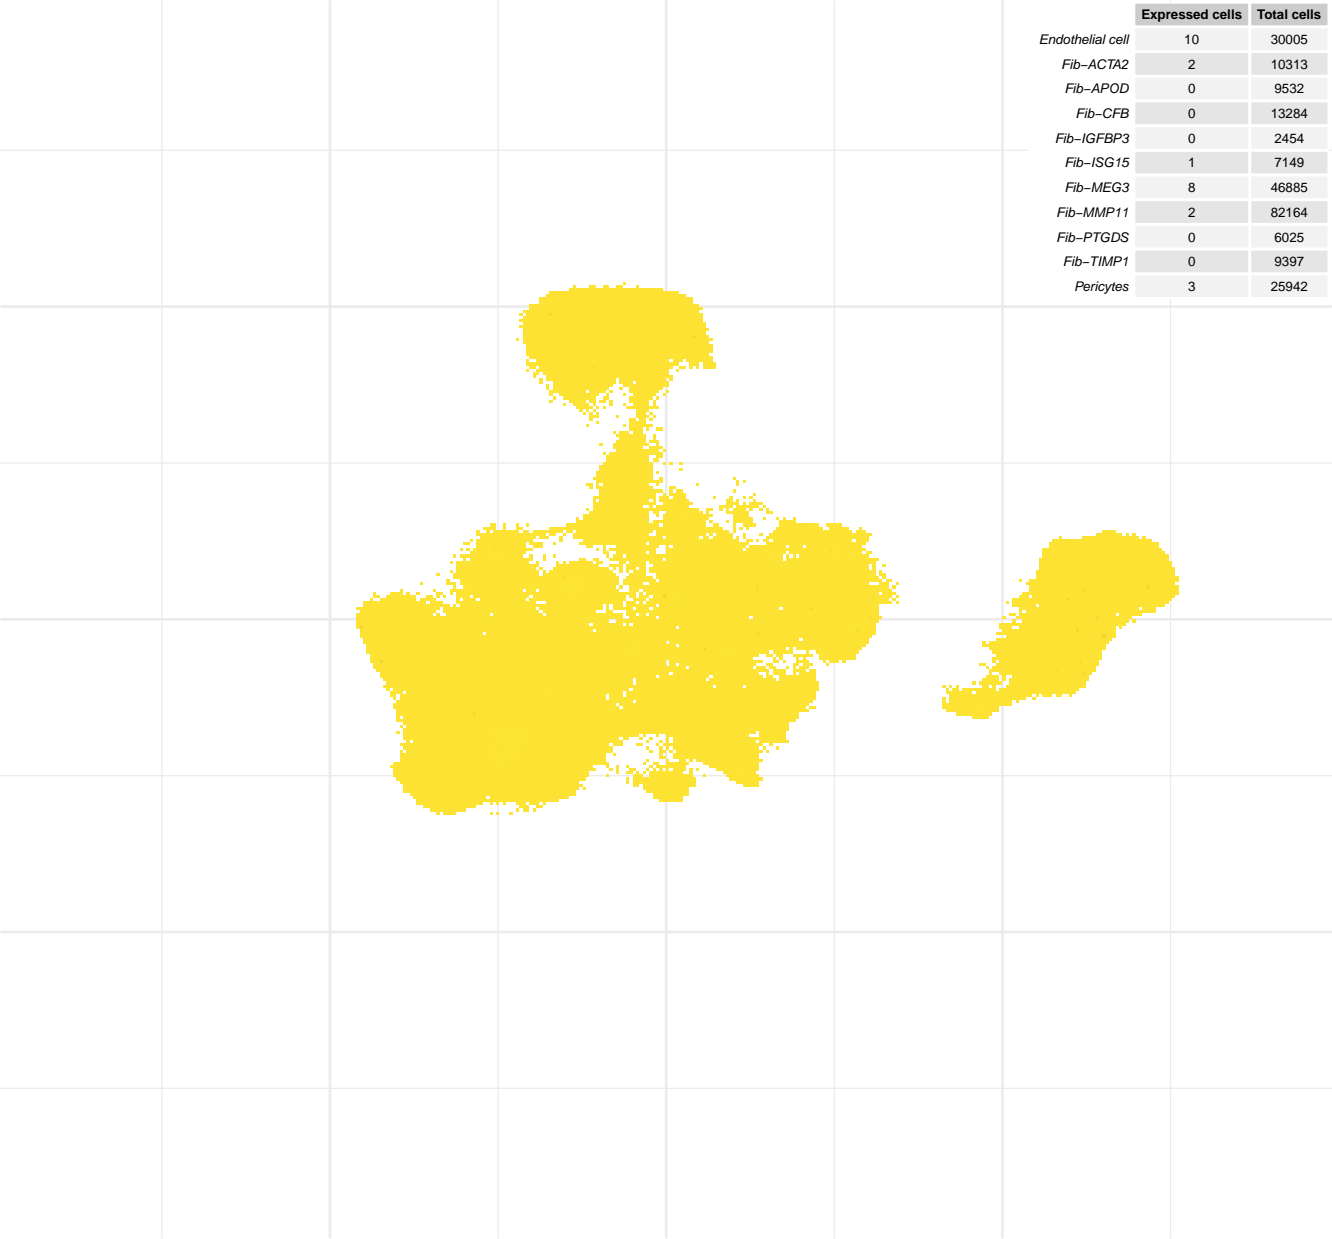 Expressed cells Total cells
Endothelial cell 10 30005
Fib−ACTA2 2 10313
Fib−APOD 0 9532
Fib−CFB 0 13284
Fib−IGFBP3 0 2454
Fib−ISG15 1 7149
Fib−MEG3 8 46885
Fib−MMP11 2 82164
Fib−PTGDS 0 6025
Fib−TIMP1 0 9397
Pericytes 3 25942